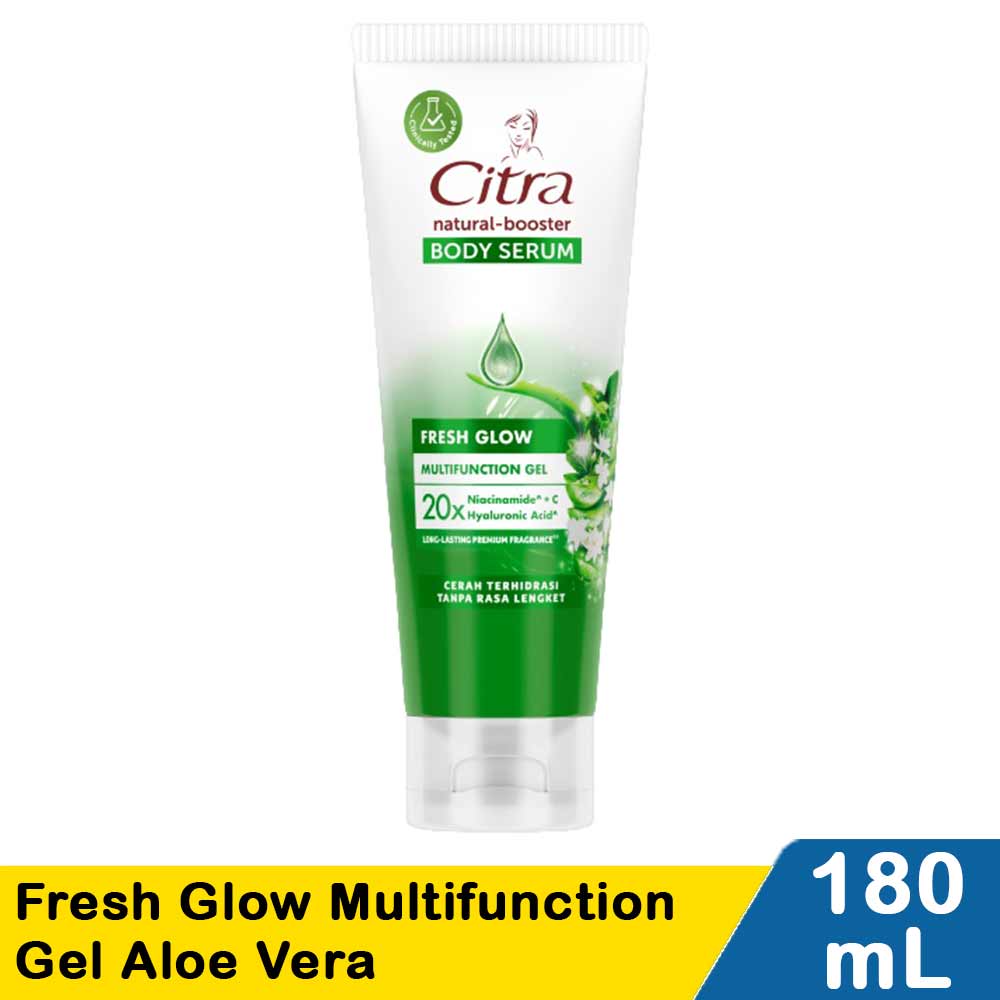 Clinically Tested
Citra
natural-booster
BODY SERUM
FRESH GLOW
MULTIFUNCTION GEL
20x Niacinamide^ + C
Hyaluronic Acid^
LONG-LASTING PREMIUM FRAGRANCE^^
CERAH TERHIDRASI
TANPA RASA LENGKET
Fresh Glow Multifunction
Gel Aloe Vera
180
mL